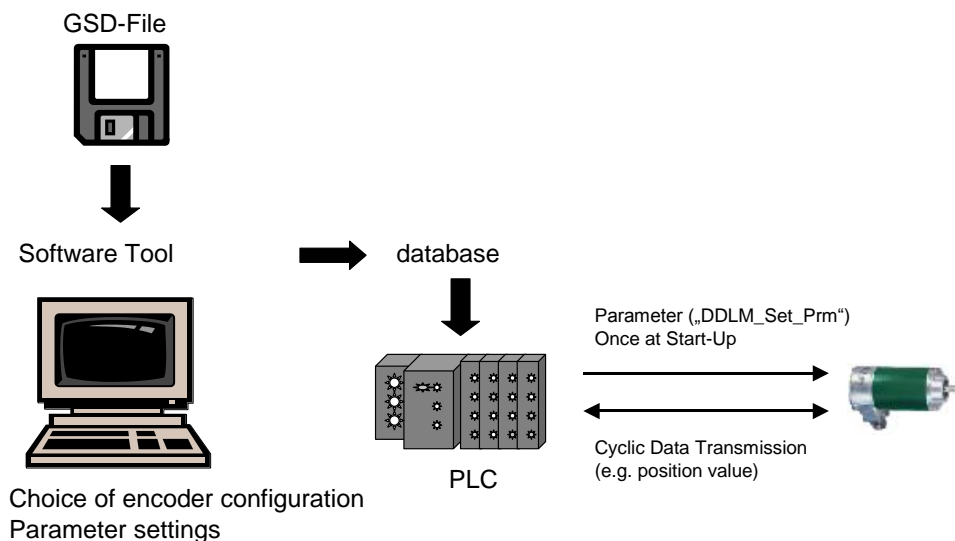 GSD-File
Software Tool
database
Parameter („DDLM_Set_Prm“)
Once at Start-Up
Cyclic Data Transmission
(e.g. position value)
PLC
Choice of encoder configuration
Parameter settings